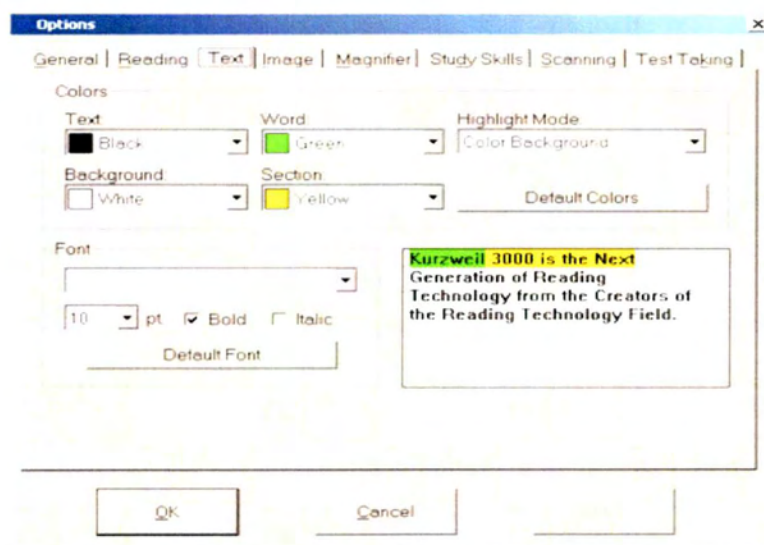 Options
General | Reading | Text | Image | Magnifier | Study Skills | Scanning | Test Taking |
Colors
Text Word Highlight Mode
Black Green Color Background
Background Section
White Yellow Default Colors
Font
10 pt Bold Italic
Default Font
Kurzweil 3000 is the Next
Generation of Reading
Technology from the Creators of
the Reading Technology Field.
OK Cancel